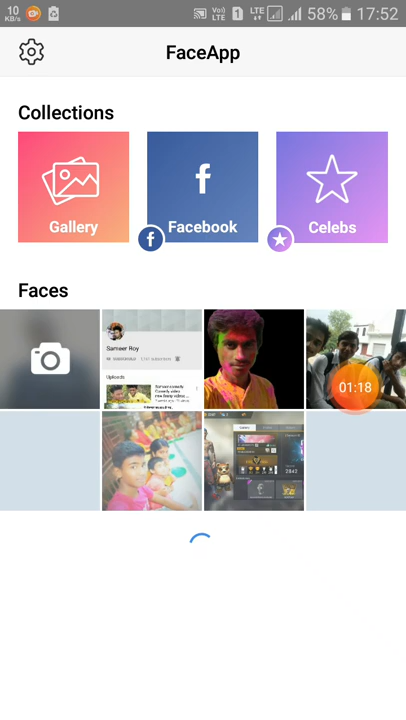 10
KB/s
Vo))
LTE
1
LTE
58%
17:52
FaceApp
Collections
Gallery
f
Facebook
Celebs
Faces
Sameer Roy
Uploads
01:18
2842